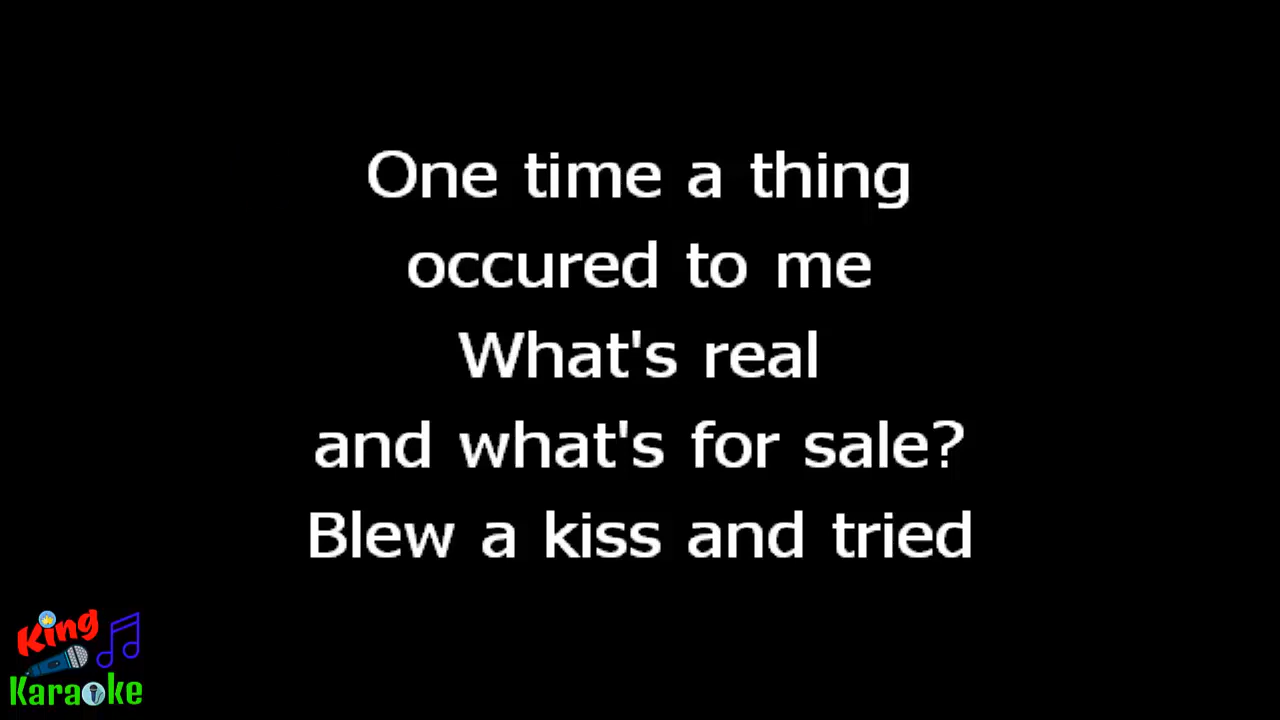 One time a thing
occured to me
What's real
and what's for sale?
Blew a kiss and tried
King
Karaoke